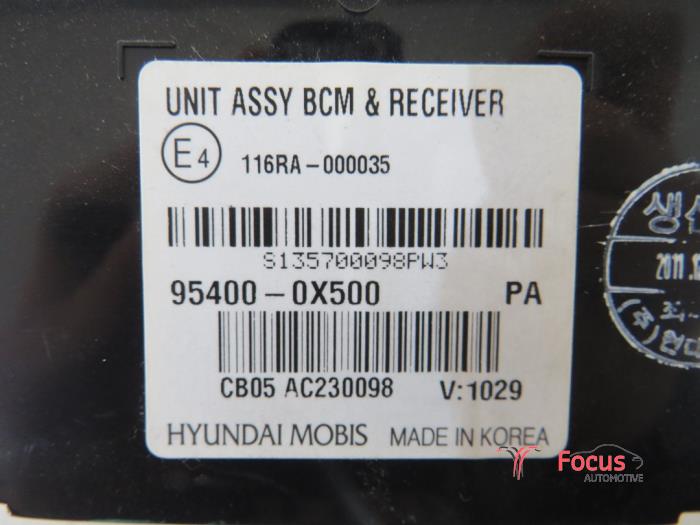 UNIT ASSY BCM & RECEIVER
E4 116RA-000035
S135700098PW3
95400-0X500 PA
CB05 AC230098 V:1029
HYUNDAI MOBIS MADE IN KOREA
Focus
AUTOMOTIVE